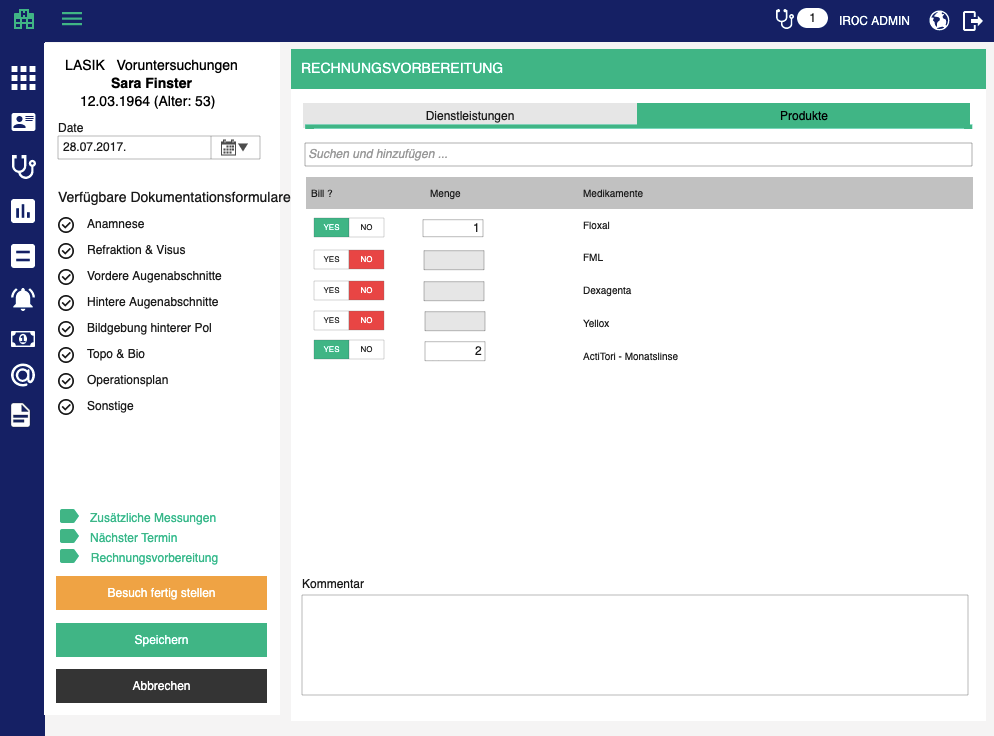 1 IROC ADMIN
LASIK Voruntersuchungen
Sara Finster
12.03.1964 (Alter: 53)
Date
28.07.2017.
Verfügbare Dokumentationsformulare
Anamnese
Refraktion & Visus
Vordere Augenabschnitte
Hintere Augenabschnitte
Bildgebung hinterer Pol
Topo & Bio
Operationsplan
Sonstige
Zusätzliche Messungen
Nächster Termin
Rechnungsvorbereitung
Besuch fertig stellen
Speichern
Abbrechen
RECHNUNGSVORBEREITUNG
Dienstleistungen Produkte
Suchen und hinzufügen ...
Bill ? Menge Medikamente
YES NO 1 Floxal
YES NO FML
YES NO Dexagenta
YES NO Yellox
YES NO 2 ActiTori - Monatslinse
Kommentar